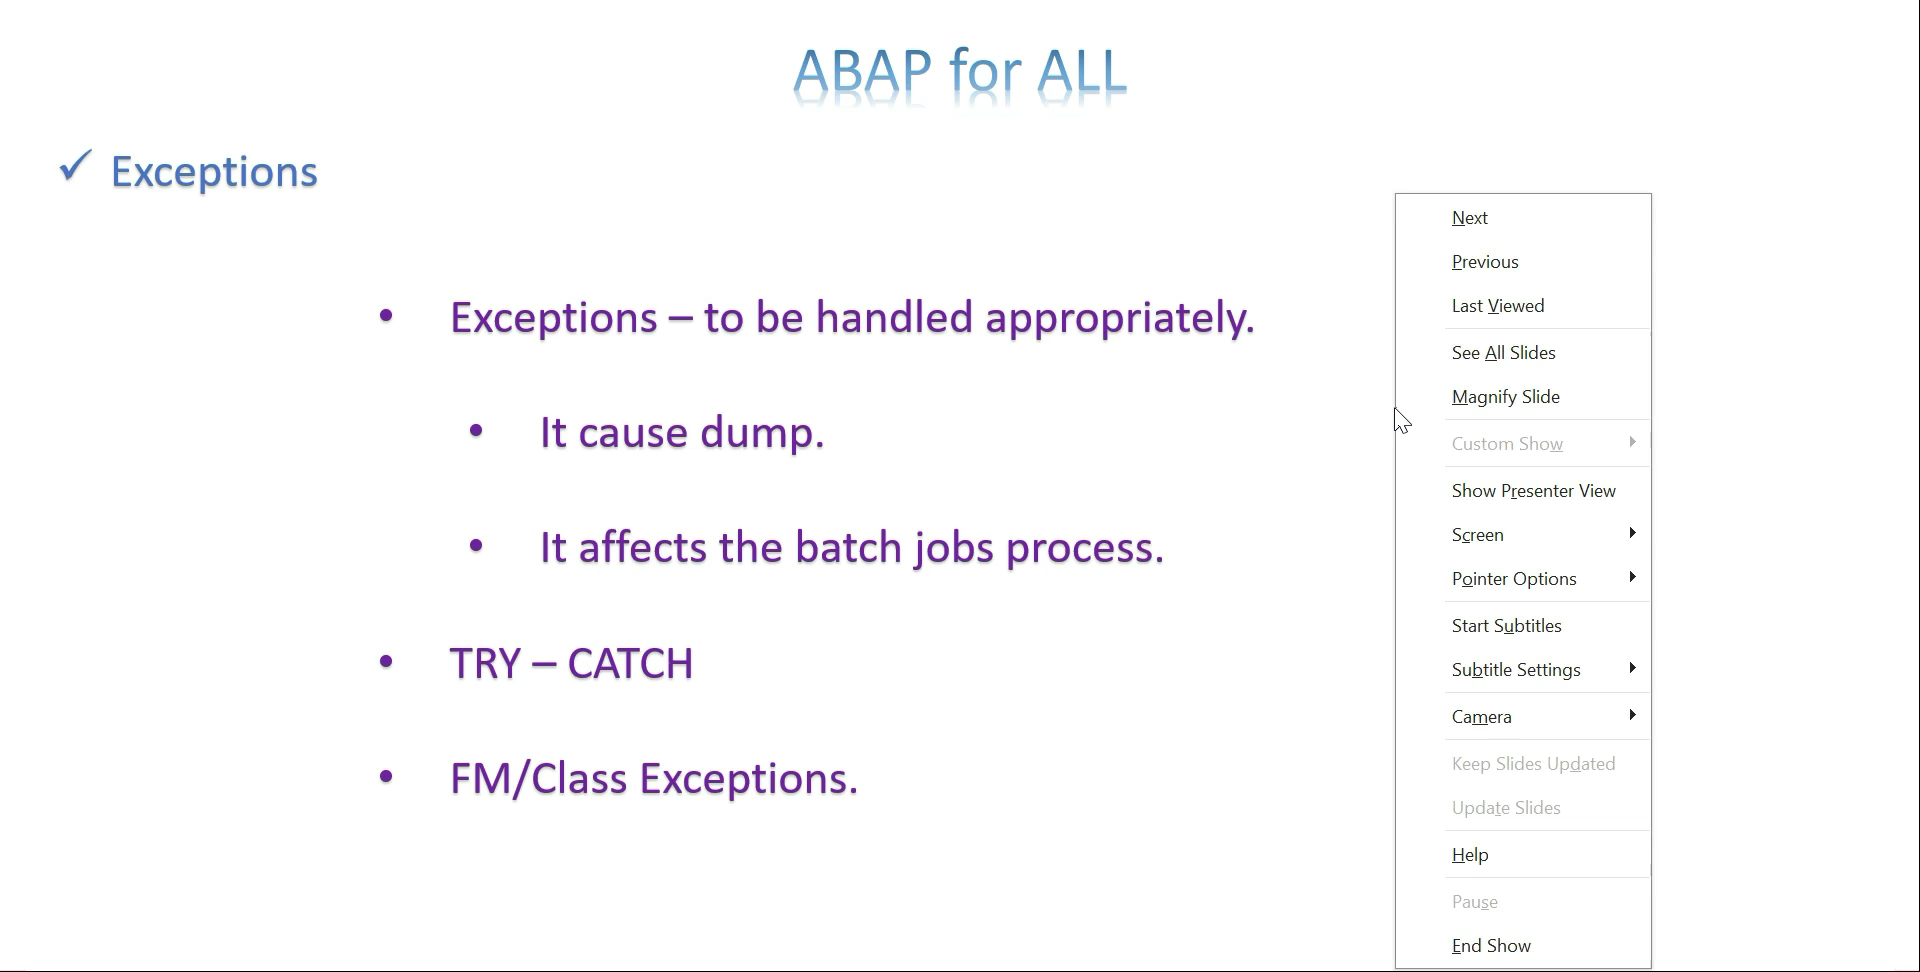 ABAP for ALL
✓ Exceptions
• Exceptions – to be handled appropriately.
• It cause dump.
• It affects the batch jobs process.
• TRY – CATCH
• FM/Class Exceptions.
Next
Previous
Last Viewed
See All Slides
Magnify Slide
Custom Show
Show Presenter View
Screen
Pointer Options
Start Subtitles
Subtitle Settings
Camera
Keep Slides Updated
Update Slides
Help
Pause
End Show